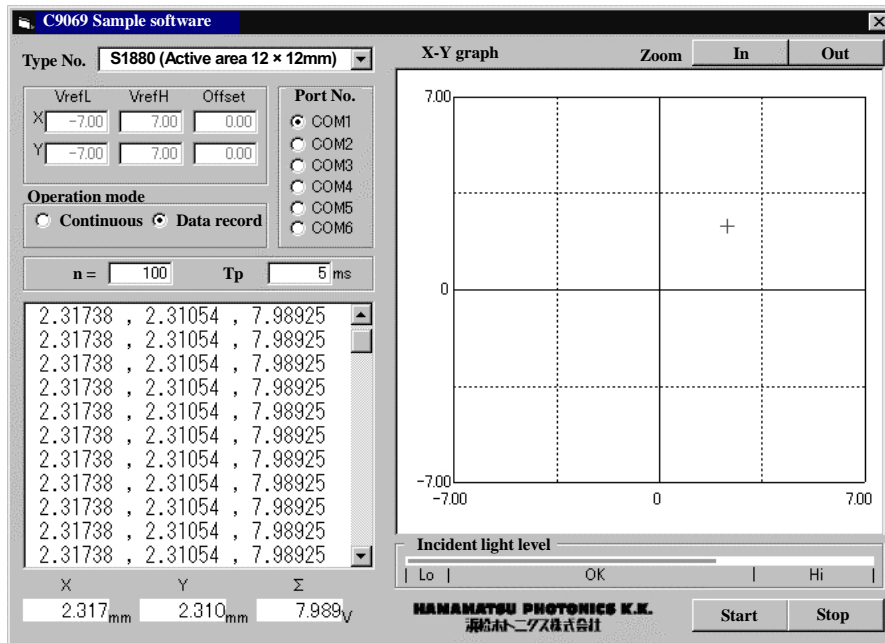 C9069 Sample software
Type No. S1880 (Active area 12 × 12mm)
VrefL VrefH Offset
X -7.00 7.00 0.00
Y -7.00 7.00 0.00
Port No.
COM1
COM2
COM3
COM4
COM5
COM6
Operation mode
Continuous Data record
n = 100 Tp 5 ms
2.31738 , 2.31054 , 7.98925
2.31738 , 2.31054 , 7.98925
2.31738 , 2.31054 , 7.98925
2.31738 , 2.31054 , 7.98925
2.31738 , 2.31054 , 7.98925
2.31738 , 2.31054 , 7.98925
2.31738 , 2.31054 , 7.98925
2.31738 , 2.31054 , 7.98925
2.31738 , 2.31054 , 7.98925
2.31738 , 2.31054 , 7.98925
2.31738 , 2.31054 , 7.98925
X Y Σ
2.317mm 2.310mm 7.989V
X-Y graph Zoom In Out
7.00
0
-7.00
-7.00 0 7.00
Incident light level
Lo OK Hi
HAMAMATSU PHOTONICS K.K.
浜松ホトニクス株式会社
Start Stop